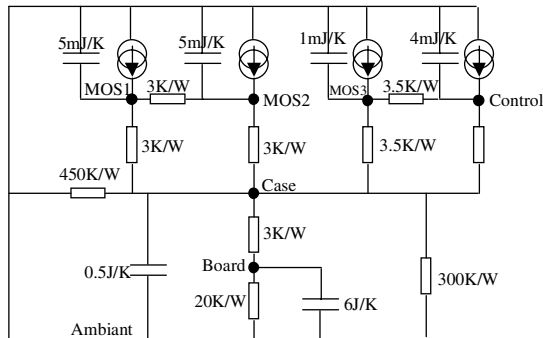 5mJ/K 5mJ/K 1mJ/K 4mJ/K
MOS1 3K/W MOS2 MOS3 3.5K/W Control
3K/W 3K/W 3.5K/W
450K/W Case
3K/W
0.5J/K Board 300K/W
20K/W 6J/K
Ambiant